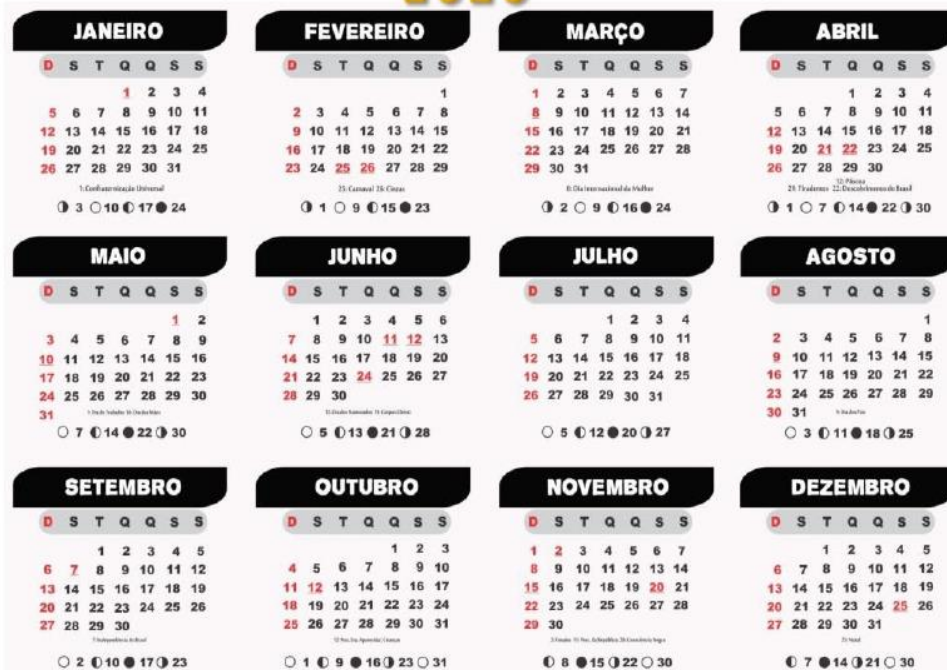 JANEIRO
D S T Q Q S S
1 2 3 4
5 6 7 8 9 10 11
12 13 14 15 16 17 18
19 20 21 22 23 24 25
26 27 28 29 30 31
1: Confraternização Universal
3 10 17 24
FEVEREIRO
D S T Q Q S S
1
2 3 4 5 6 7 8
9 10 11 12 13 14 15
16 17 18 19 20 21 22
23 24 25 26 27 28 29
25: Carnaval 26: Cinzas
1 9 15 23
MARÇO
D S T Q Q S S
1 2 3 4 5 6 7
8 9 10 11 12 13 14
15 16 17 18 19 20 21
22 23 24 25 26 27 28
29 30 31
8: Dia Internacional da Mulher
2 9 16 24
ABRIL
D S T Q Q S S
1 2 3 4
5 6 7 8 9 10 11
12 13 14 15 16 17 18
19 20 21 22 23 24 25
26 27 28 29 30
12: Páscoa
21: Tiradentes 22: Descobrimento do Brasil
1 7 14 22 30
MAIO
D S T Q Q S S
1 2
3 4 5 6 7 8 9
10 11 12 13 14 15 16
17 18 19 20 21 22 23
24 25 26 27 28 29 30
31
7 14 22 30
JUNHO
D S T Q Q S S
1 2 3 4 5 6
7 8 9 10 11 12 13
14 15 16 17 18 19 20
21 22 23 24 25 26 27
28 29 30
5 13 21 28
JULHO
D S T Q Q S S
1 2 3 4
5 6 7 8 9 10 11
12 13 14 15 16 17 18
19 20 21 22 23 24 25
26 27 28 29 30 31
5 12 20 27
AGOSTO
D S T Q Q S S
1
2 3 4 5 6 7 8
9 10 11 12 13 14 15
16 17 18 19 20 21 22
23 24 25 26 27 28 29
30 31
3 11 18 25
SETEMBRO
D S T Q Q S S
1 2 3 4 5
6 7 8 9 10 11 12
13 14 15 16 17 18 19
20 21 22 23 24 25 26
27 28 29 30
2 10 17 23
OUTUBRO
D S T Q Q S S
1 2 3
4 5 6 7 8 9 10
11 12 13 14 15 16 17
18 19 20 21 22 23 24
25 26 27 28 29 30 31
1 9 16 23 31
NOVEMBRO
D S T Q Q S S
1 2 3 4 5 6 7
8 9 10 11 12 13 14
15 16 17 18 19 20 21
22 23 24 25 26 27 28
29 30
8 15 22 30
DEZEMBRO
D S T Q Q S S
1 2 3 4 5
6 7 8 9 10 11 12
13 14 15 16 17 18 19
20 21 22 23 24 25 26
27 28 29 30 31
7 14 21 30